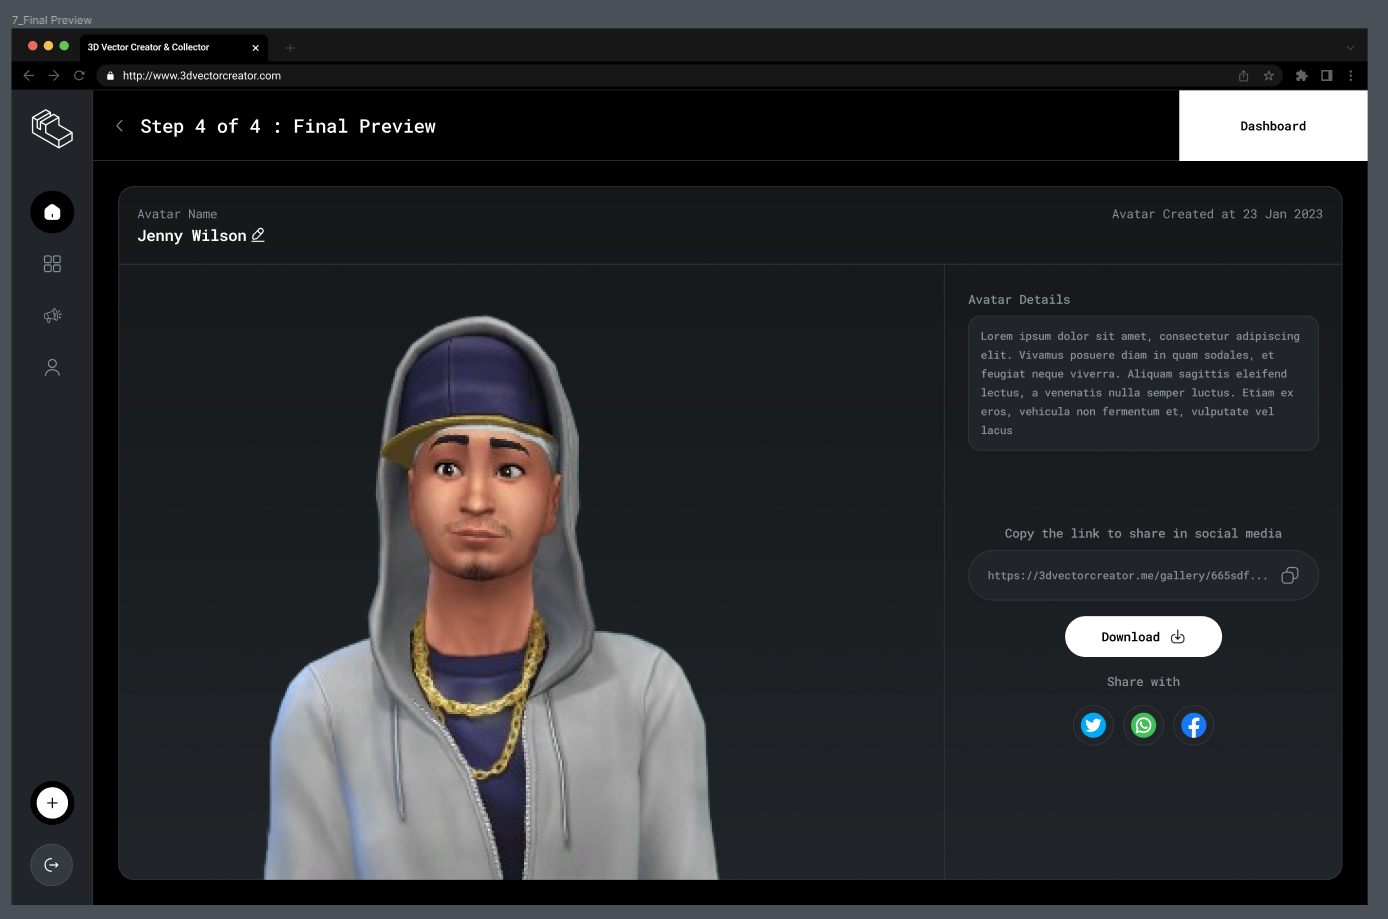 7_Final Preview
3D Vector Creator & Collector
http://www.3dvectorcreator.com
Step 4 of 4 : Final Preview
Dashboard
Avatar Name
Avatar Created at 23 Jan 2023
Jenny Wilson
Avatar Details
Lorem ipsum dolor sit amet, consectetur adipiscing
elit. Vivamus posuere diam in quam sodales, et
feugiat neque viverra. Aliquam sagittis eleifend
lectus, a venenatis nulla semper luctus. Etiam ex
eros, vehicula non fermentum et, vulputate vel
lacus
Copy the link to share in social media
https://3dvectorcreator.me/gallery/665sdf...
Download
Share with